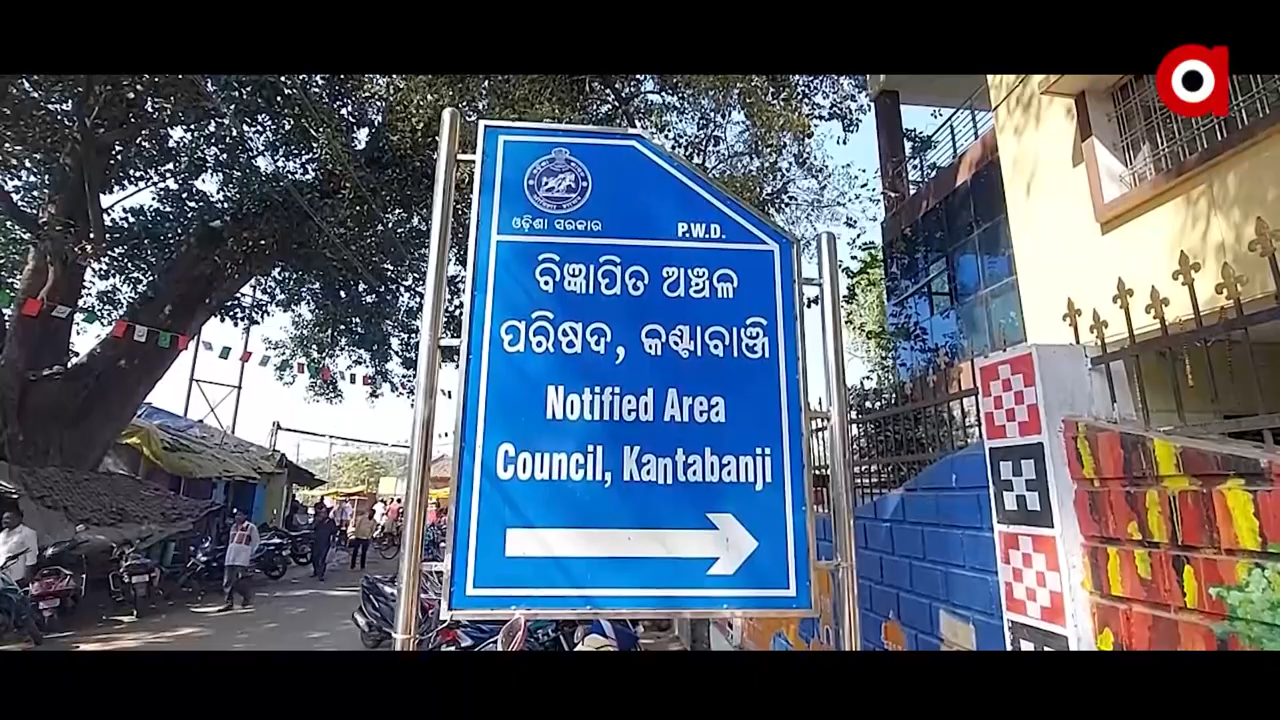 ଓଡ଼ିଶା ସରକାର
P.W.D.
ବିଜ୍ଞାପିତ ଅଞ୍ଚଳ
ପରିଷଦ, କଣ୍ଟାବାଞ୍ଜି
Notified Area
Council, Kantabanji